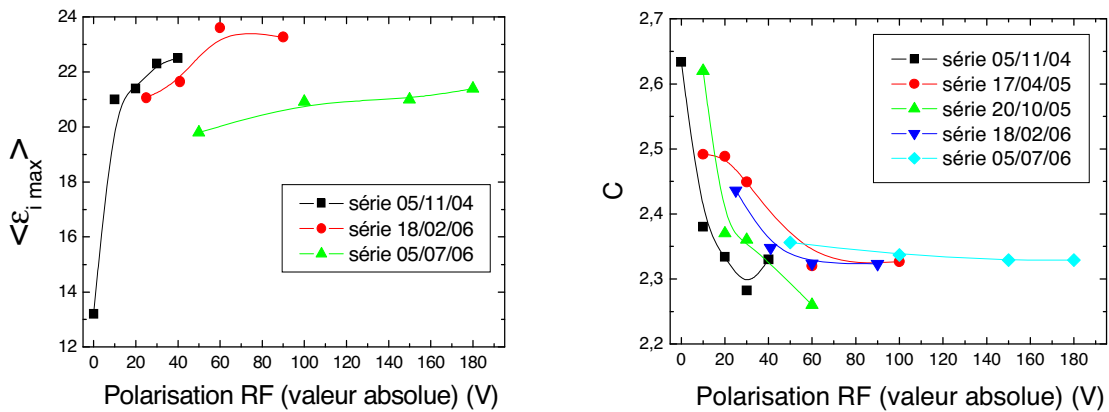 24
22
20
18
16
14
12
<ε i max>
série 05/11/04
série 18/02/06
série 05/07/06
0 20 40 60 80 100 120 140 160 180
Polarisation RF (valeur absolue) (V)
2,7
2,6
2,5
2,4
2,3
2,2
C
série 05/11/04
série 17/04/05
série 20/10/05
série 18/02/06
série 05/07/06
0 20 40 60 80 100 120 140 160 180
Polarisation RF (valeur absolue) (V)